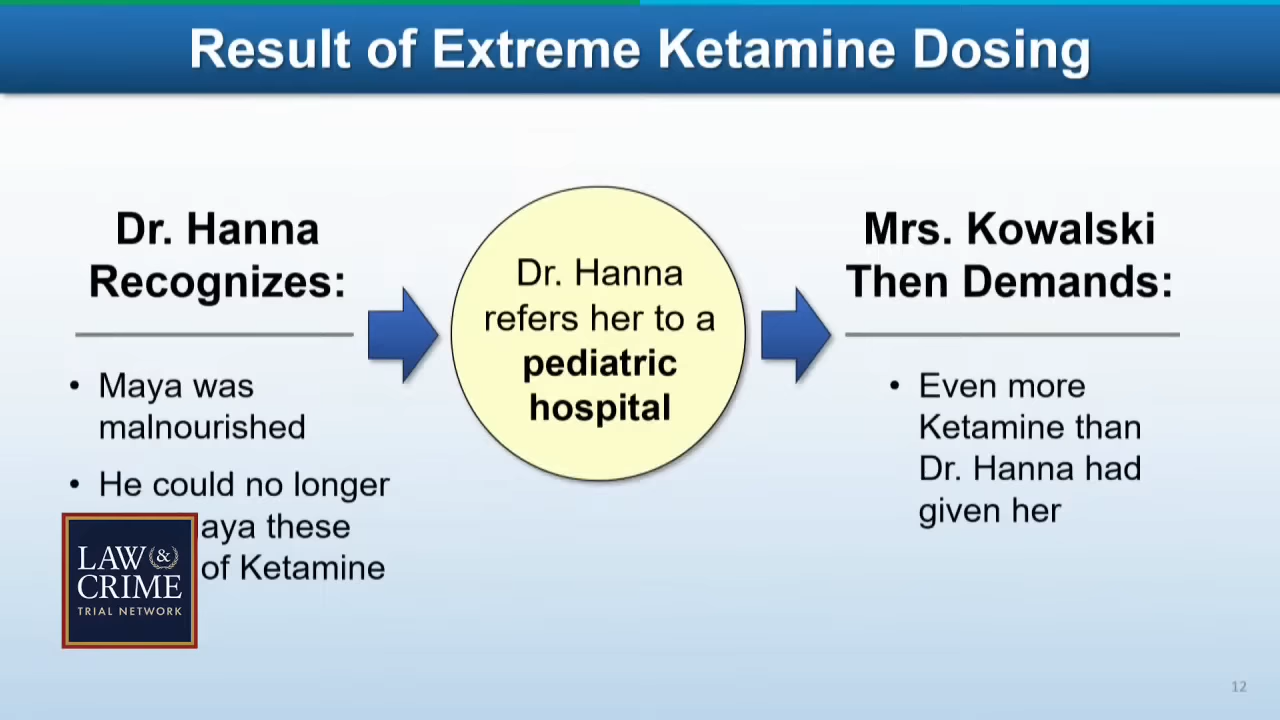 Result of Extreme Ketamine Dosing
Dr. Hanna
Recognizes:
• Maya was
malnourished
• He could no longer
aya these
of Ketamine
Dr. Hanna
refers her to a
pediatric
hospital
Mrs. Kowalski
Then Demands:
• Even more
Ketamine than
Dr. Hanna had
given her
LAW &
CRIME
TRIAL NETWORK
12